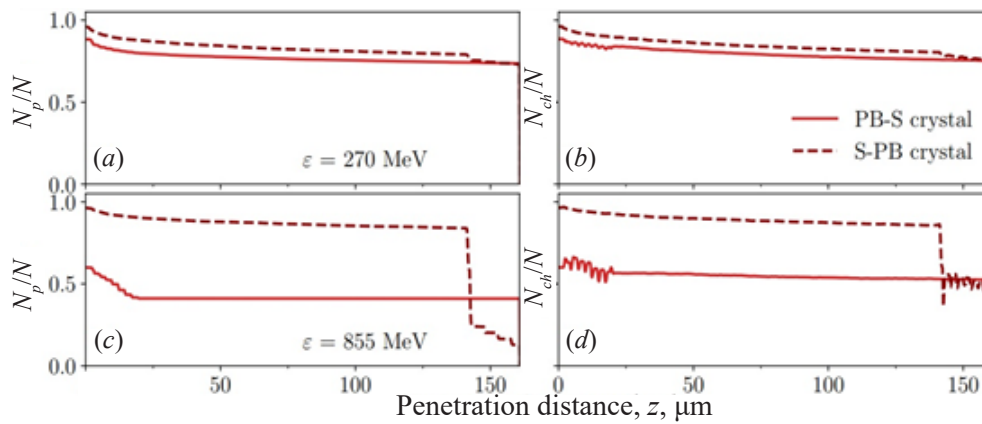 1.0
0.5
0.0
N_p/N
(a)
ε = 270 MeV
N_ch/N
(b)
PB-S crystal
S-PB crystal
1.0
0.5
0.0
N_p/N
(c)
ε = 855 MeV
N_ch/N
(d)
50 100 150
0 50 100 150
Penetration distance, z, μm